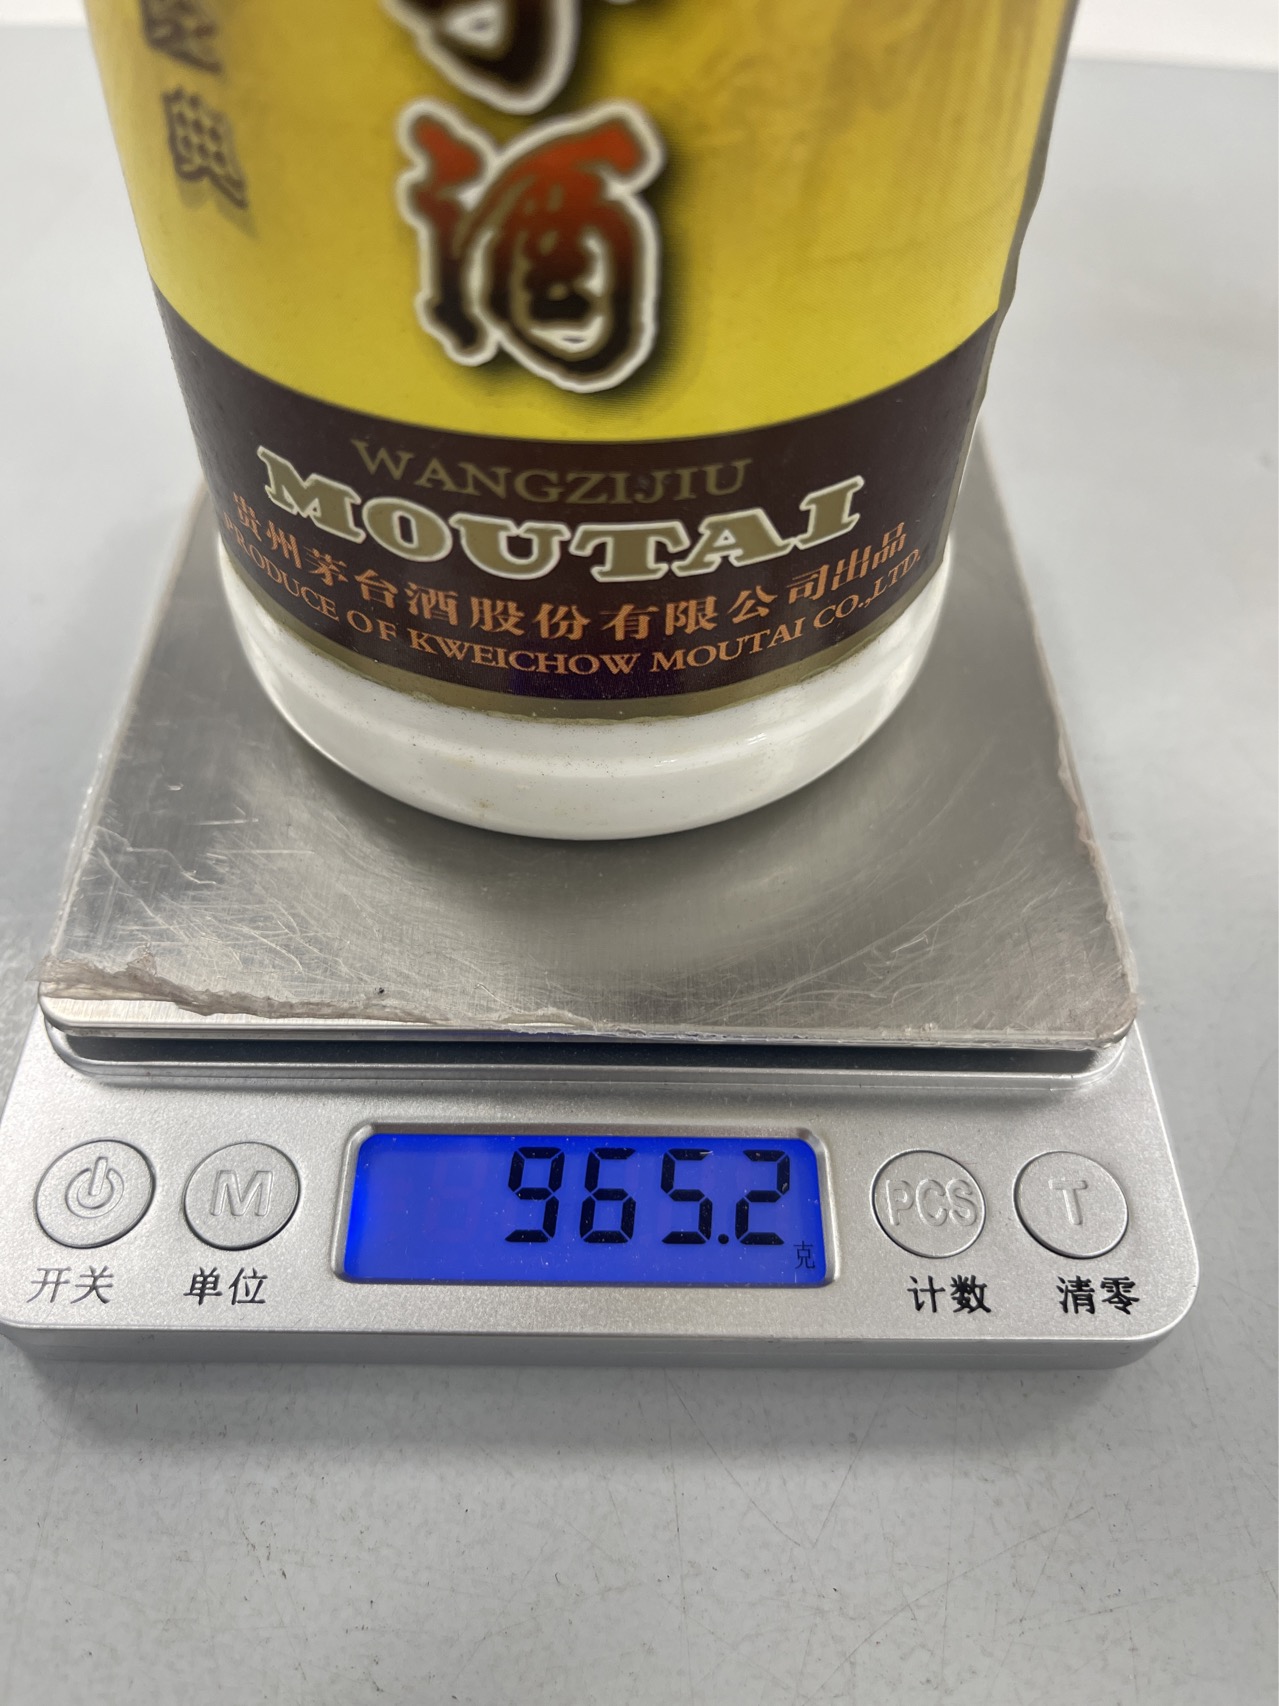 典
酒
WANGZIJIU
MOUTAI
贵州茅台酒股份有限公司出品
PRODUCE OF KWEICHOW MOUTAI CO.,LTD.
965.2
克
M
PCS
T
开关
单位
计数
清零